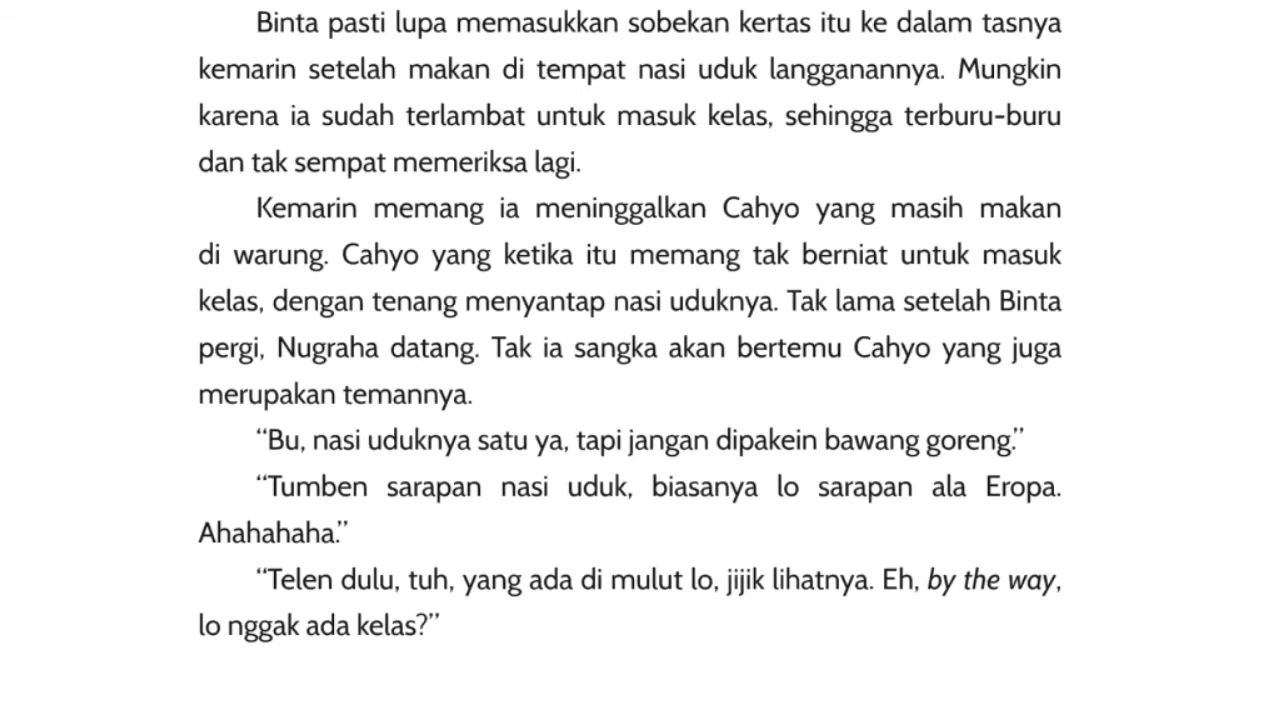 Binta pasti lupa memasukkan sobekan kertas itu ke dalam tasnya
kemarin setelah makan di tempat nasi uduk langganannya. Mungkin
karena ia sudah terlambat untuk masuk kelas, sehingga terburu-buru
dan tak sempat memeriksa lagi.
Kemarin memang ia meninggalkan Cahyo yang masih makan
di warung. Cahyo yang ketika itu memang tak berniat untuk masuk
kelas, dengan tenang menyantap nasi uduknya. Tak lama setelah Binta
pergi, Nugraha datang. Tak ia sangka akan bertemu Cahyo yang juga
merupakan temannya.
“Bu, nasi uduknya satu ya, tapi jangan dipakein bawang goreng.”
“Tumben sarapan nasi uduk, biasanya lo sarapan ala Eropa.
Ahahahaha.”
“Telen dulu, tuh, yang ada di mulut lo, jijik lihatnya. Eh, by the way,
lo nggak ada kelas?”